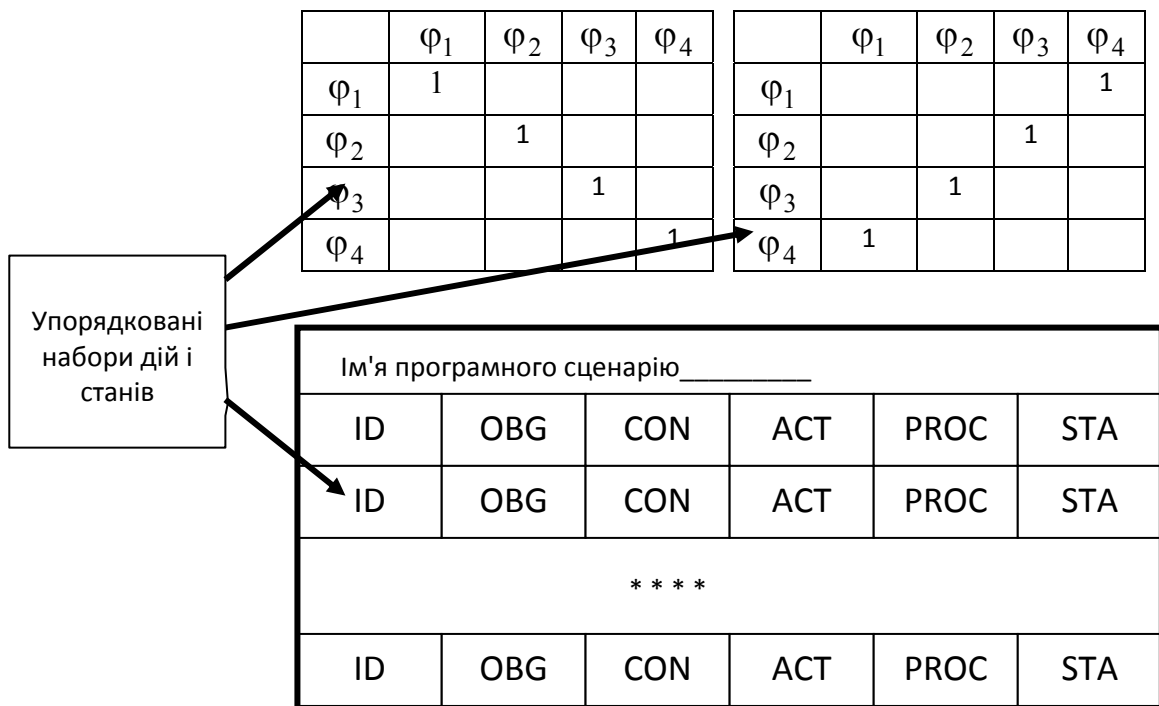 φ₁ φ₂ φ₃ φ₄
φ₁ 1
φ₂ 1
φ₃ 1
φ₄ 1
φ₁ φ₂ φ₃ φ₄
φ₁ 1
φ₂ 1
φ₃ 1
φ₄ 1
Упорядковані
набори дій і
станів
Ім'я програмного сценарію_________
ID OBG CON ACT PROC STA
ID OBG CON ACT PROC STA
* * * *
ID OBG CON ACT PROC STA